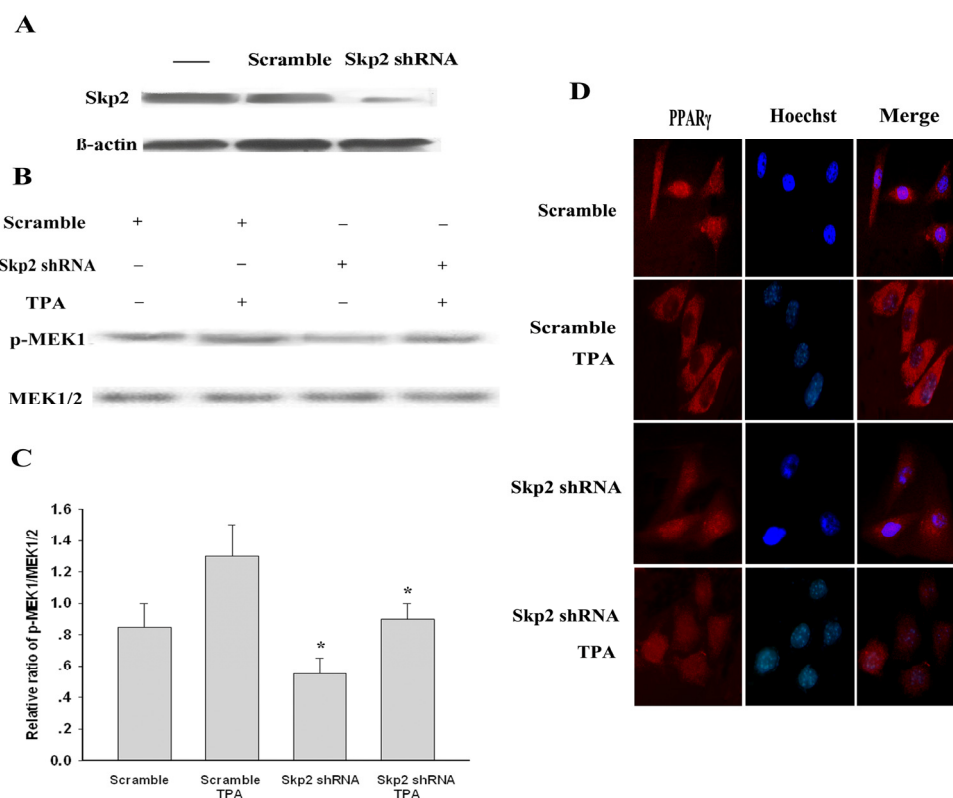 A
— Scramble Skp2 shRNA
Skp2
ß-actin
B
Scramble + + − −
Skp2 shRNA − − + +
TPA − + − +
p-MEK1
MEK1/2
C
Relative ratio of p-MEK1/MEK1/2
1.6
1.4
1.2
1.0
.8
.6
.4
.2
0.0
*
*
Scramble
Scramble
TPA
Skp2 shRNA
Skp2 shRNA
TPA
D
PPARγ Hoechst Merge
Scramble
Scramble
TPA
Skp2 shRNA
Skp2 shRNA
TPA